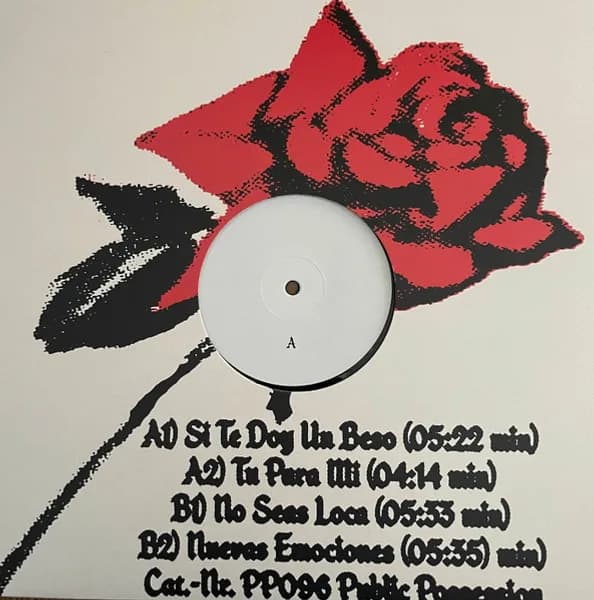 A
A1) Si Te Doy Un Beso (05:22 min)
A2) Tu Para Mi (04:14 min)
B1) No Seas Loca (05:33 min)
B2) Nuevas Emociones (05:35) min)
Cat.-Nr. PP096 Public Possession